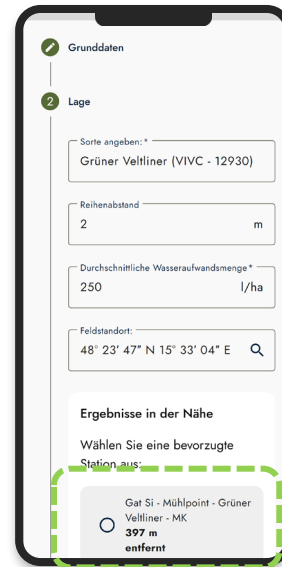 Grunddaten
2 Lage
Sorte angeben:*
Grüner Veltliner (VIVC - 12930)
Reihenabstand
2 m
Durchschnittliche Wasseraufwandsmenge*
250 l/ha
Feldstandort:
48° 23' 47" N 15° 33' 04" E
Ergebnisse in der Nähe
Wählen Sie eine bevorzugte
Station aus:
Gat Si - Mühlpoint - Grüner
Veltliner - MK
397 m
entfernt